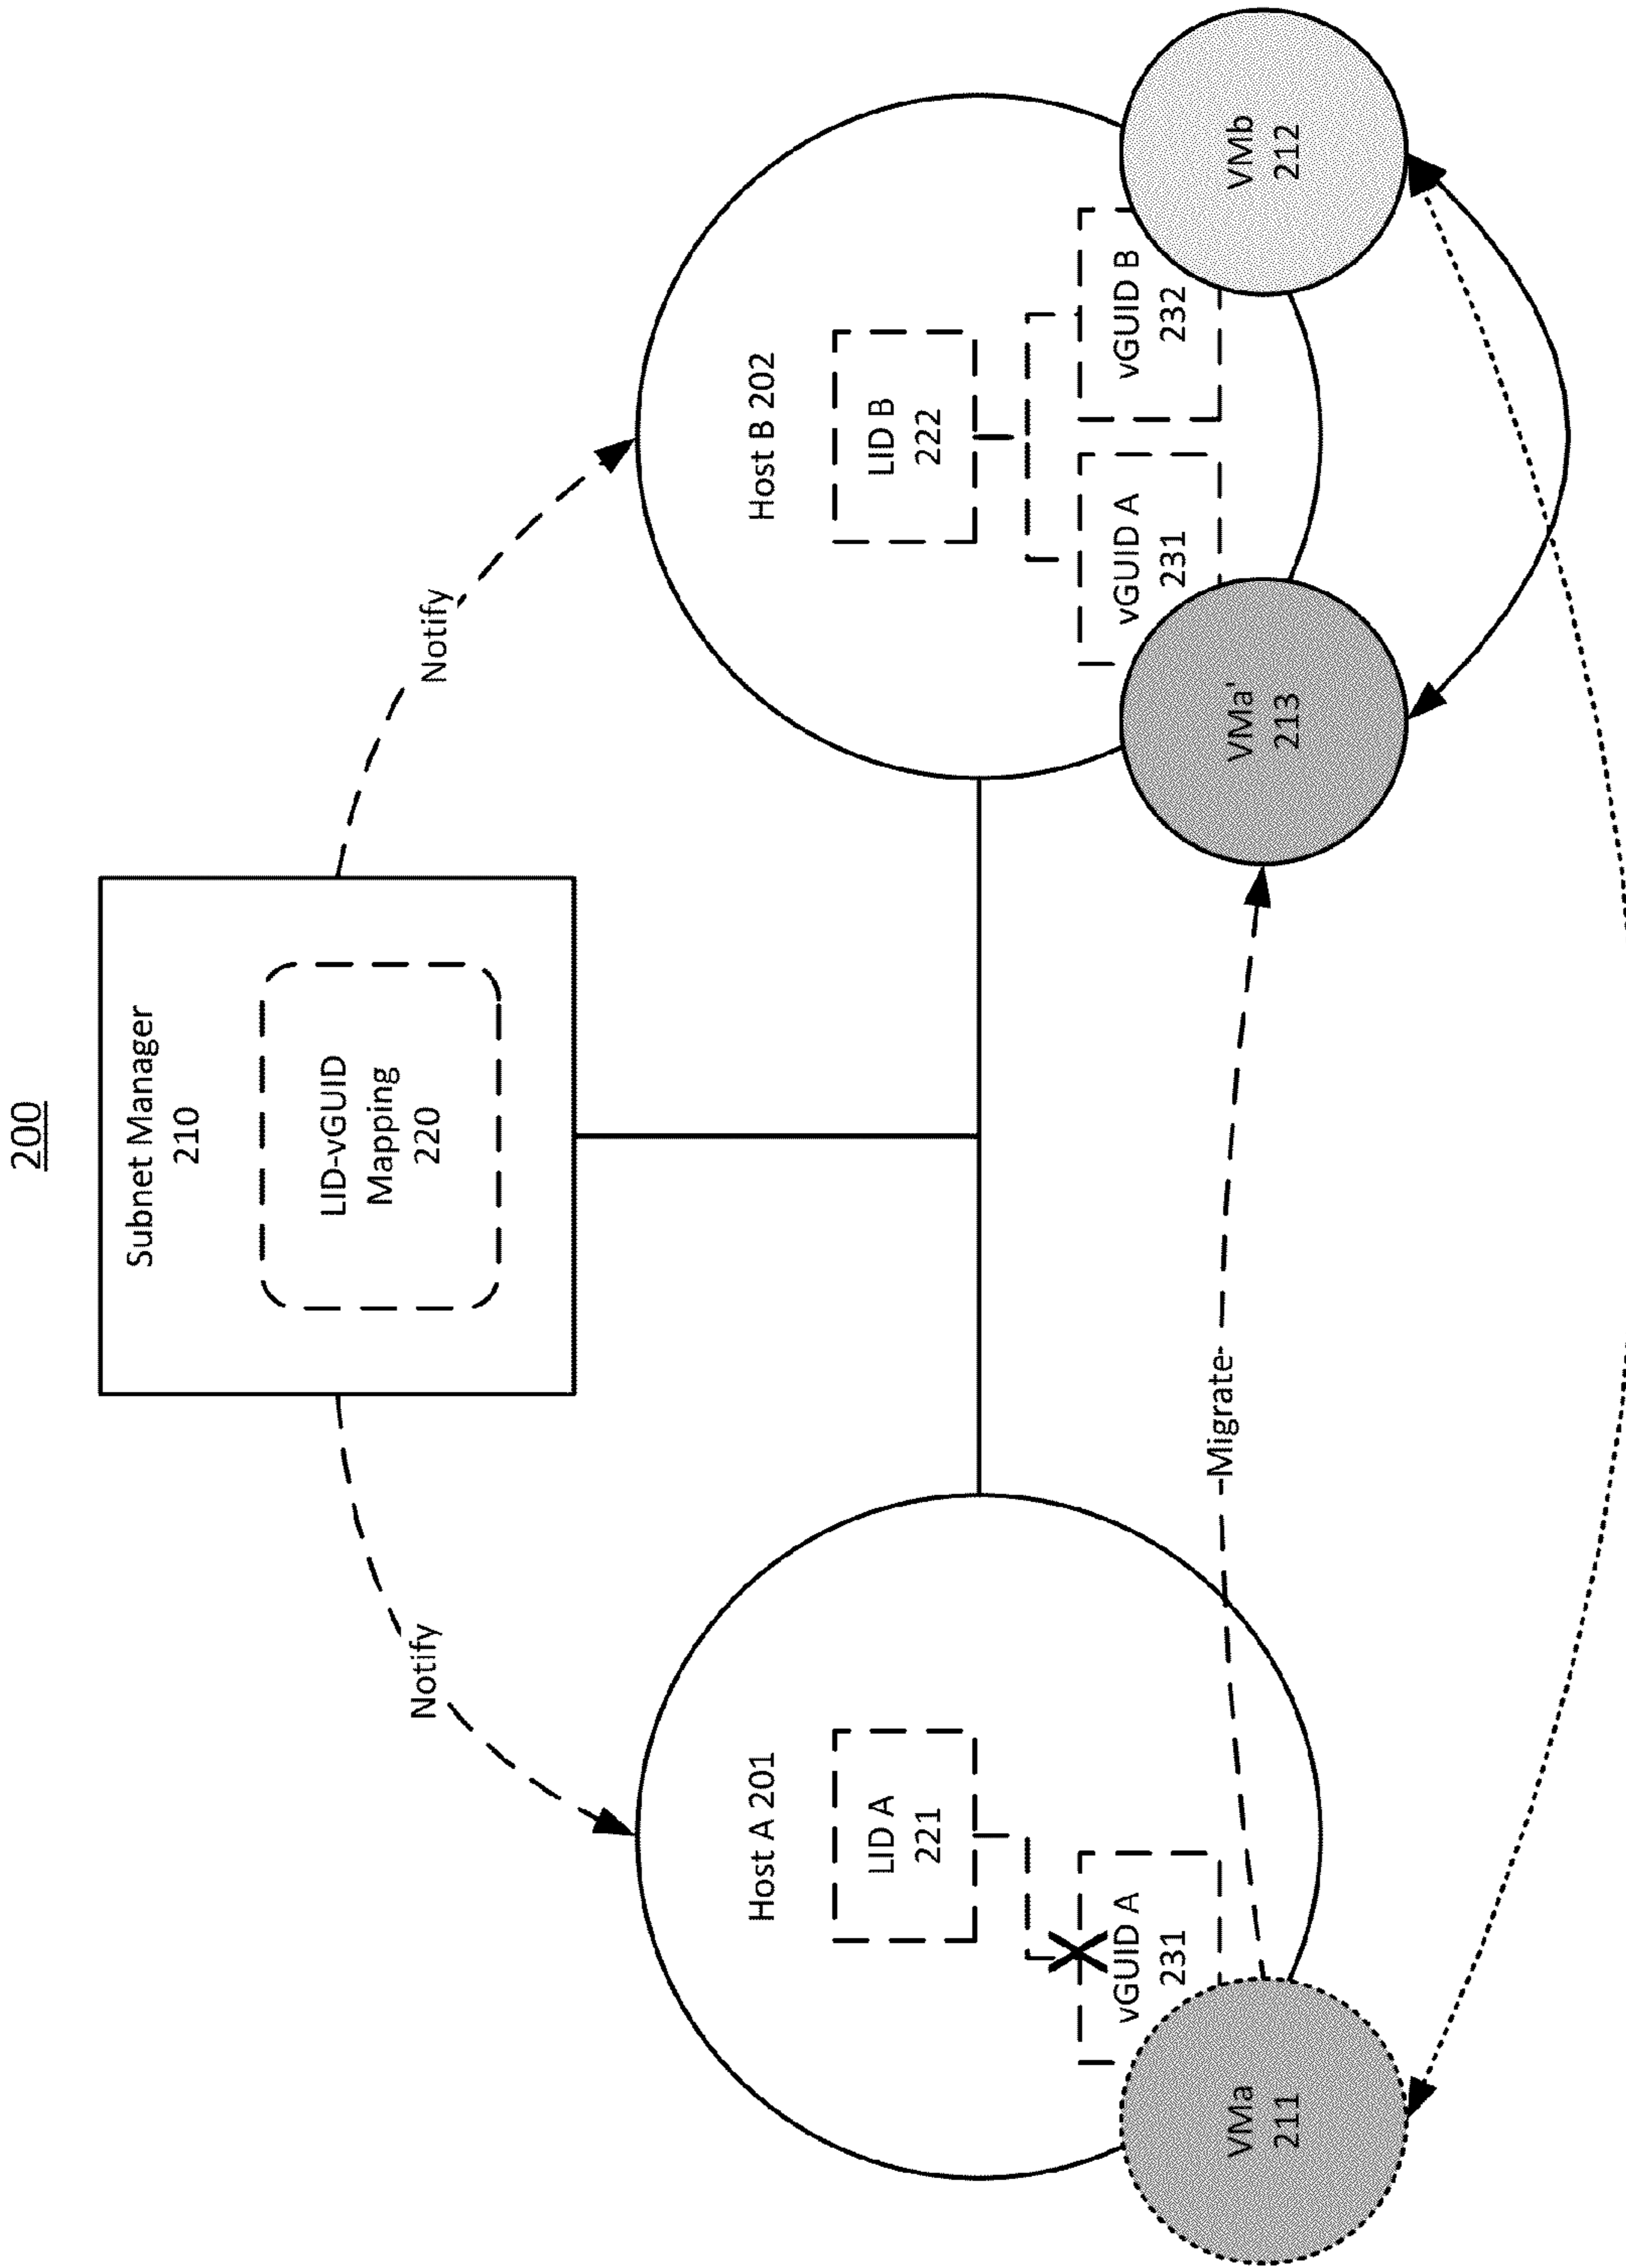 200
Subnet Manager
210
LID-vGUID
Mapping
220
Notify
Notify
Host A 201
LID A
221
vGUID A
231
VMa
211
Migrate
Host B 202
LID B
222
vGUID A
231
vGUID B
232
VMa'
213
VMb
212